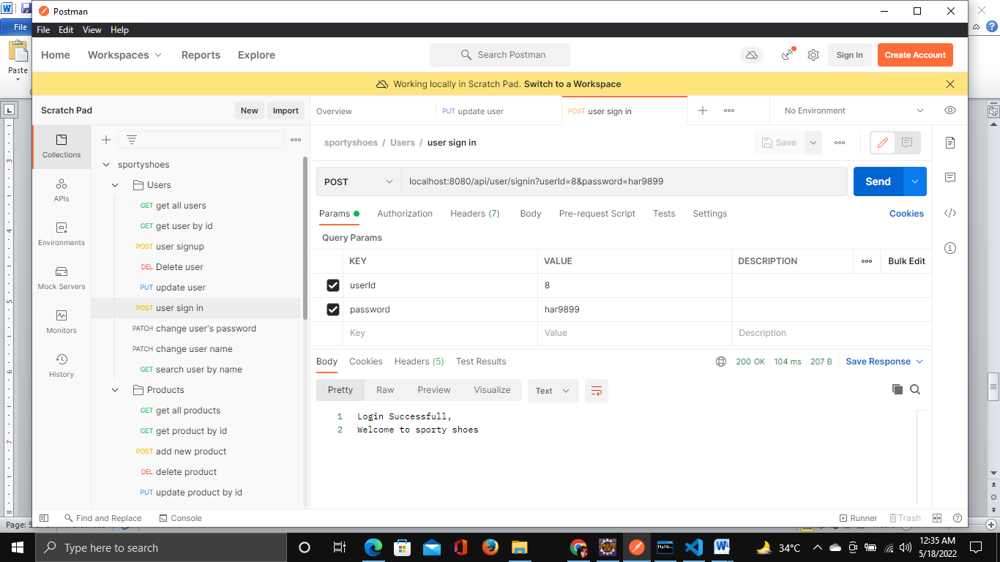 Postman
File
File Edit View Help
Paste
Home Workspaces Reports Explore
Search Postman
Sign In Create Account
Working locally in Scratch Pad. Switch to a Workspace
Scratch Pad New Import
Overview PUT update user POST user sign in No Environment
Collections
APIs
Environments
Mock Servers
Monitors
History
sportyshoes
Users
GET get all users
GET get user by id
POST user signup
DEL Delete user
PUT update user
POST user sign in
PATCH change user's password
PATCH change user name
GET search user by name
Products
GET get all products
GET get product by id
POST add new product
DEL delete product
PUT update product by id
sportyshoes / Users / user sign in
Save
POST localhost:8080/api/user/signin?userId=8&password=har9899 Send
Params Authorization Headers (7) Body Pre-request Script Tests Settings Cookies
Query Params
KEY VALUE DESCRIPTION Bulk Edit
userId 8
password har9899
Key Value Description
Body Cookies Headers (5) Test Results 200 OK 104 ms 207 B Save Response
Pretty Raw Preview Visualize Text
1 Login Successfull,
2 Welcome to sporty shoes
Find and Replace Console Runner Trash
Page:
Type here to search
34°C
12:35 AM
5/18/2022